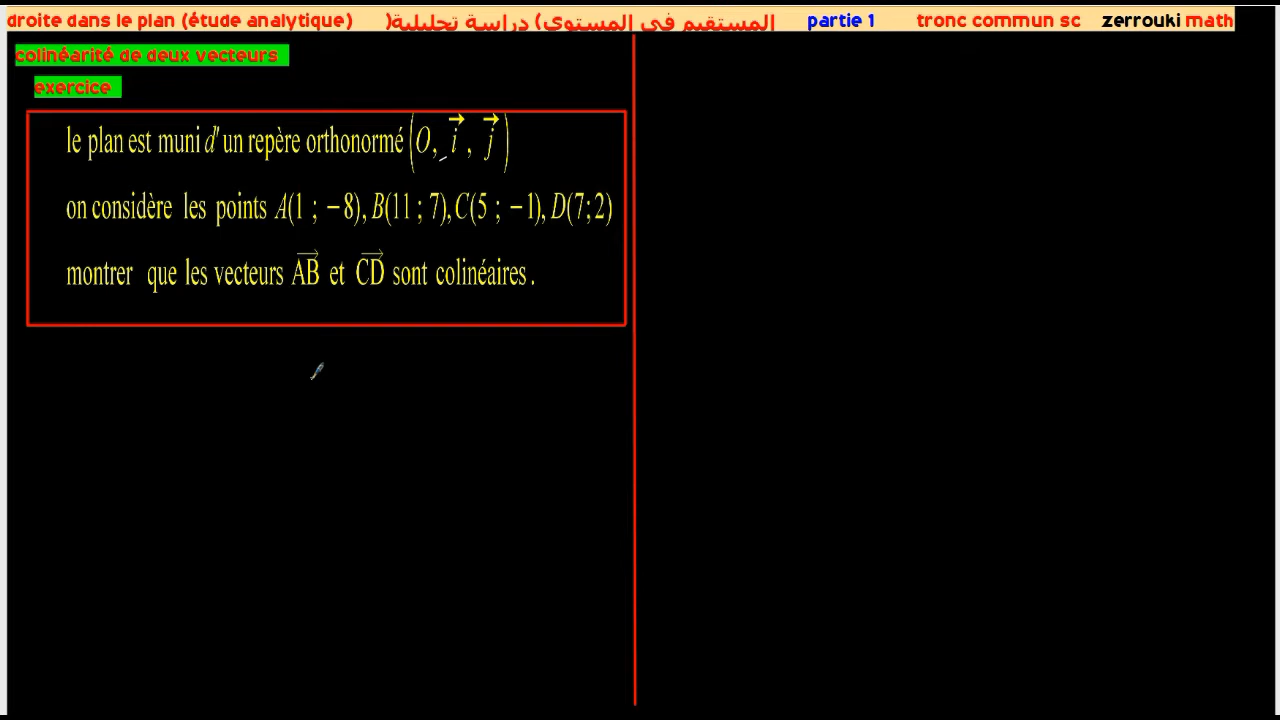 droite dans le plan (étude analytique) المستقيم في المستوى) دراسة تحليلية( partie 1 tronc commun sc zerrouki math
colinéarité de deux vecteurs
exercice
le plan est muni d'un repère orthonormé (O, i⃗, j⃗)
on considère les points A(1 ; −8), B(11 ; 7), C(5 ; −1), D(7;2)
montrer que les vecteurs A⃗B⃗ et C⃗D⃗ sont colinéaires.